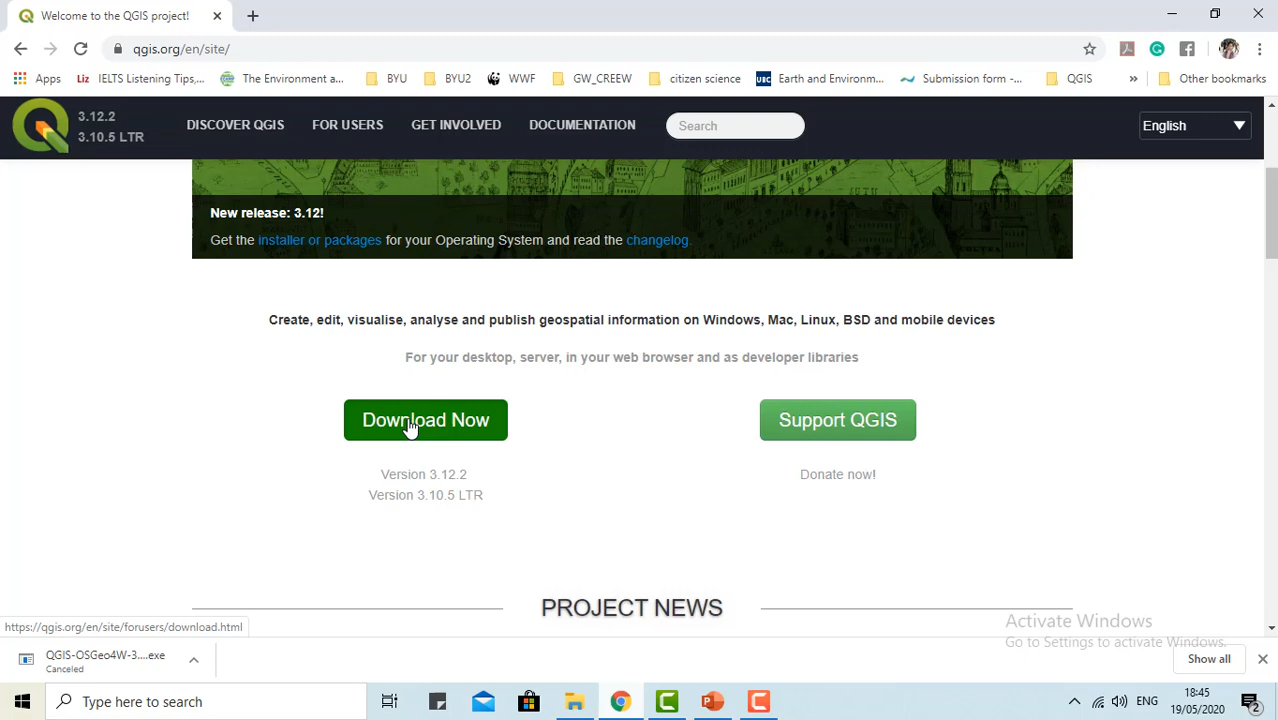 Welcome to the QGIS project!
qgis.org/en/site/
Apps
Liz IELTS Listening Tips,...
The Environment a...
BYU
BYU2
WWF
GW_CREEW
citizen science
UBC Earth and Environ...
Submission form -...
QGIS
»
Other bookmarks
3.12.2
3.10.5 LTR
DISCOVER QGIS
FOR USERS
GET INVOLVED
DOCUMENTATION
Search
English
New release: 3.12!
Get the installer or packages for your Operating System and read the changelog.
Create, edit, visualise, analyse and publish geospatial information on Windows, Mac, Linux, BSD and mobile devices
For your desktop, server, in your web browser and as developer libraries
Download Now
Support QGIS
Version 3.12.2
Donate now!
Version 3.10.5 LTR
PROJECT NEWS
https://qgis.org/en/site/forusers/download.html
Activate Windows
Go to Settings to activate Windows.
QGIS-OSGeo4W-3....exe
Canceled
Show all
Type here to search
ENG
18:45
19/05/2020
2